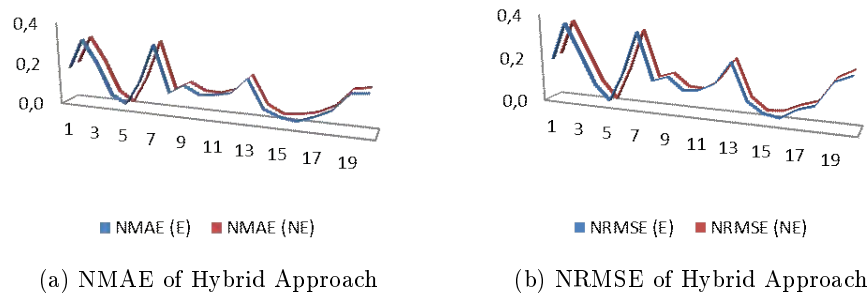 0,4
0,2
0,0
1 3 5 7 9 11 13 15 17 19
NMAE (E) NMAE (NE)
(a) NMAE of Hybrid Approach
0,4
0,2
0,0
1 3 5 7 9 11 13 15 17 19
NRMSE (E) NRMSE (NE)
(b) NRMSE of Hybrid Approach